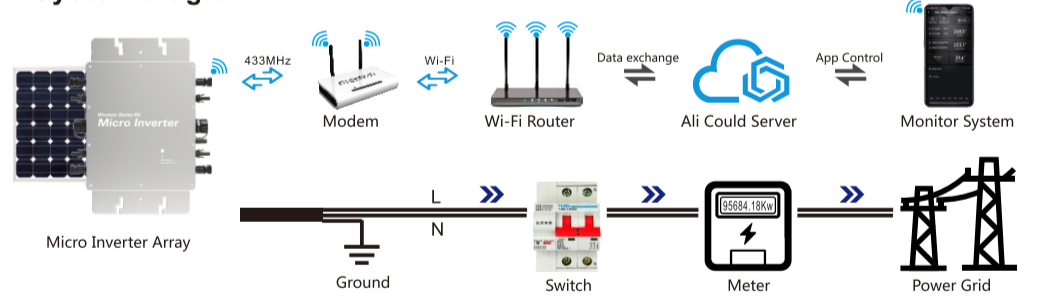 433MHz
Wi-Fi
Data exchange
App Control
Micro Inverter
Modem
Wi-Fi Router
Ali Could Server
Monitor System
L
N
95684.18Kw
Micro Inverter Array
Ground
Switch
Meter
Power Grid